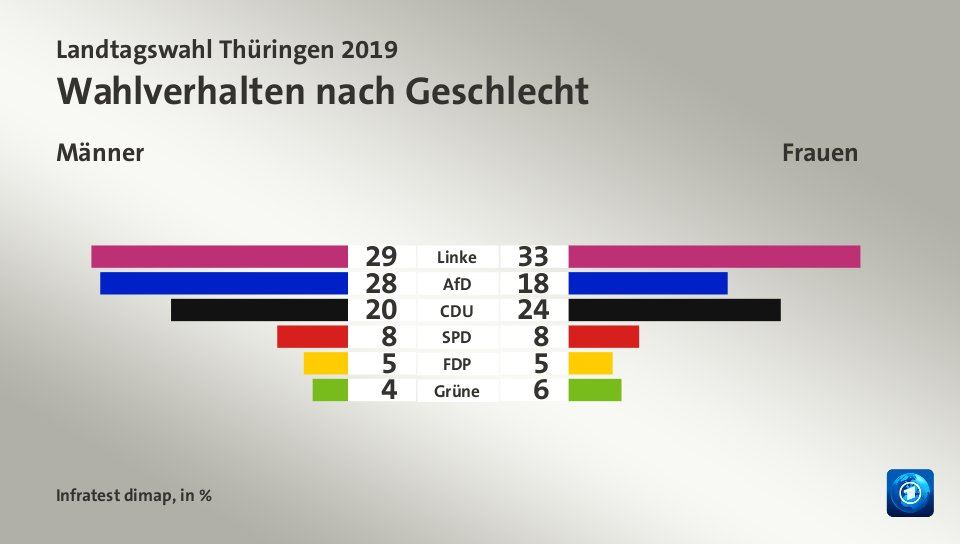 Landtagswahl Thüringen 2019
Wahlverhalten nach Geschlecht
Männer Frauen
29 Linke 33
28 AfD 18
20 CDU 24
8 SPD 8
5 FDP 5
4 Grüne 6
Infratest dimap, in %